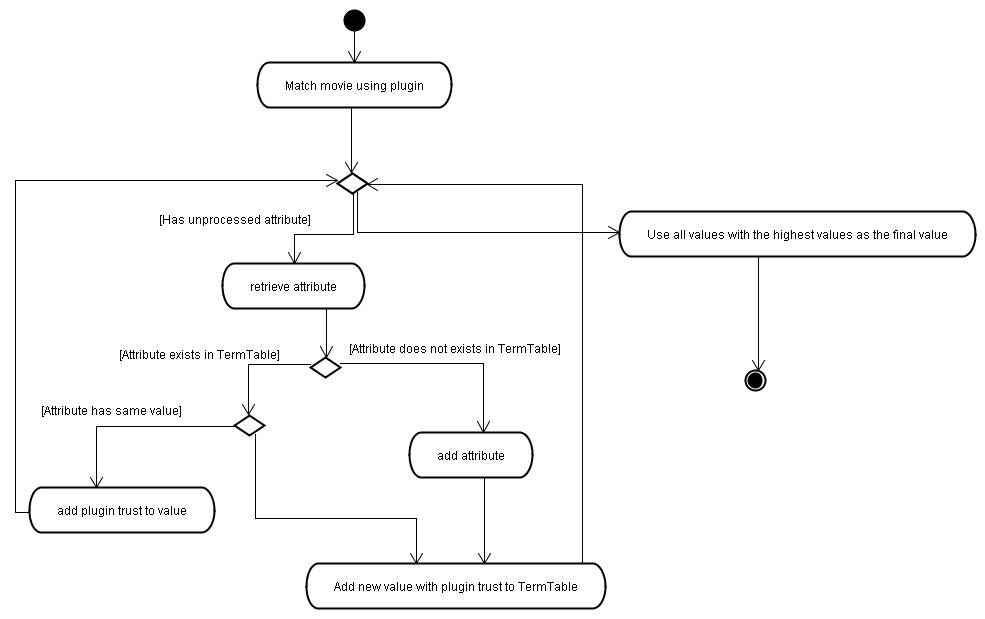 Match movie using plugin
[Has unprocessed attribute]
Use all values with the highest values as the final value
retrieve attribute
[Attribute exists in TermTable]
[Attribute does not exists in TermTable]
[Attribute has same value]
add attribute
add plugin trust to value
Add new value with plugin trust to TermTable